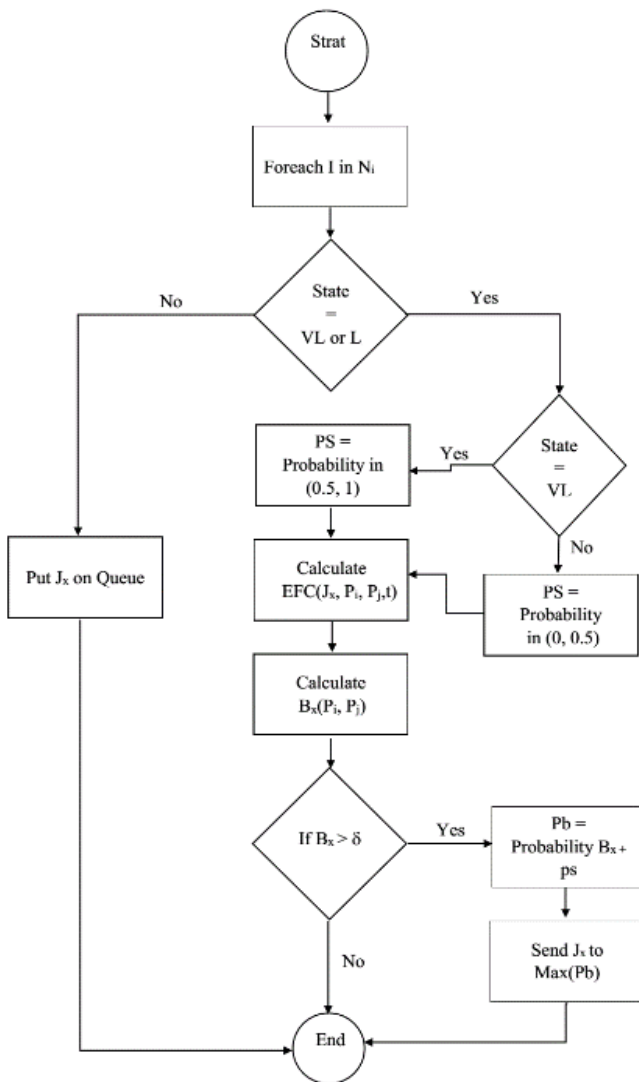 Strat
Foreach I in Nᵢ
State
=
VL or L
No
Yes
State
=
VL
Yes
PS =
Probability in
(0.5, 1)
No
Put Jₓ on Queue
Calculate
EFC(Jₓ, Pᵢ, Pⱼ,t)
PS =
Probability
in (0, 0.5)
Calculate
Bₓ(Pᵢ, Pⱼ)
If Bₓ > δ
Yes
Pb =
Probability Bₓ +
ps
No
Send Jₓ to
Max(Pb)
End